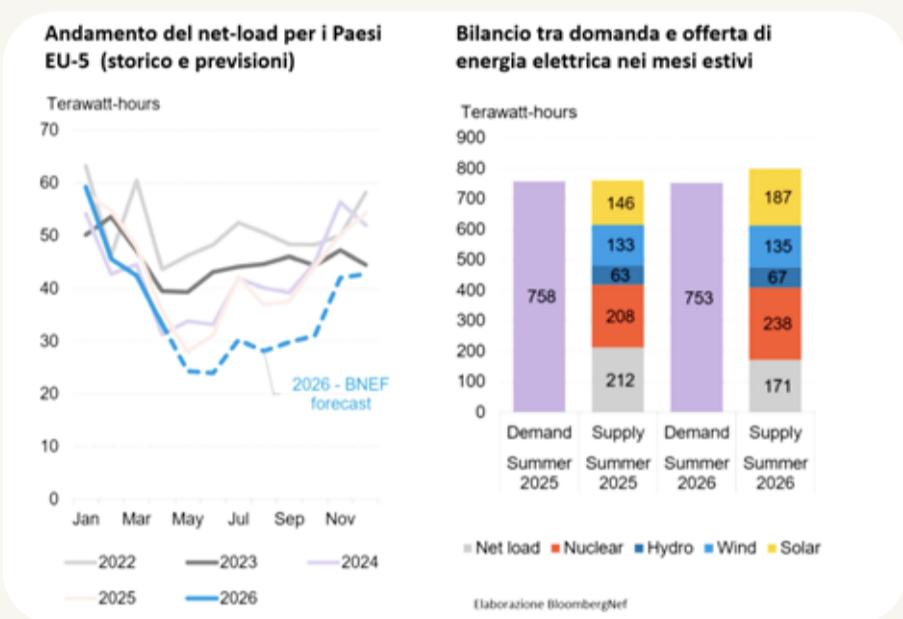 Andamento del net-load per i Paesi
EU-5 (storico e previsioni)
Terawatt-hours
70
60
50
40
30
20
10
0
2026 - BNEF
forecast
Jan Mar May Jul Sep Nov
2022 2023 2024
2025 2026
Bilancio tra domanda e offerta di
energia elettrica nei mesi estivi
Terawatt-hours
900
800
700
600
500
400
300
200
100
0
758
146
133
63
208
212
753
187
135
67
238
171
Demand Supply Demand Supply
Summer Summer Summer Summer
2025 2025 2026 2026
Net load Nuclear Hydro Wind Solar
Elaborazione BloombergNef